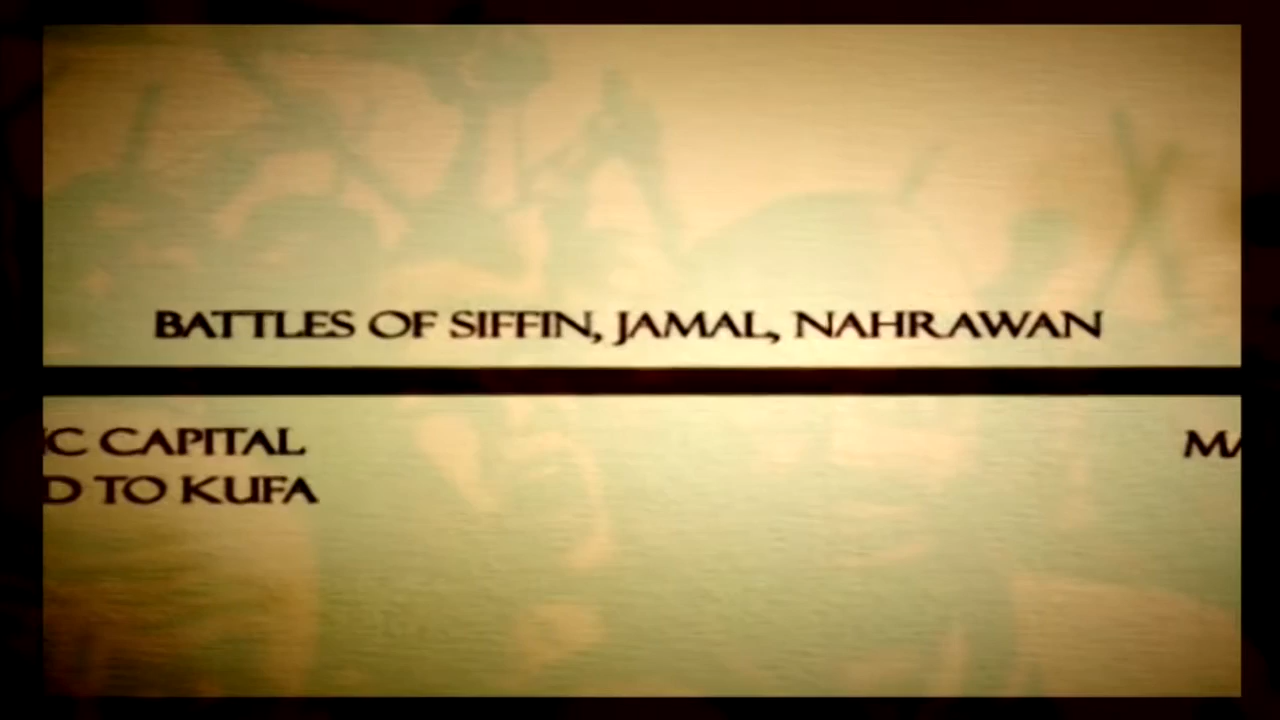 BATTLES OF SIFFIN, JAMAL, NAHRAWAN
CAPITAL
TO KUFA